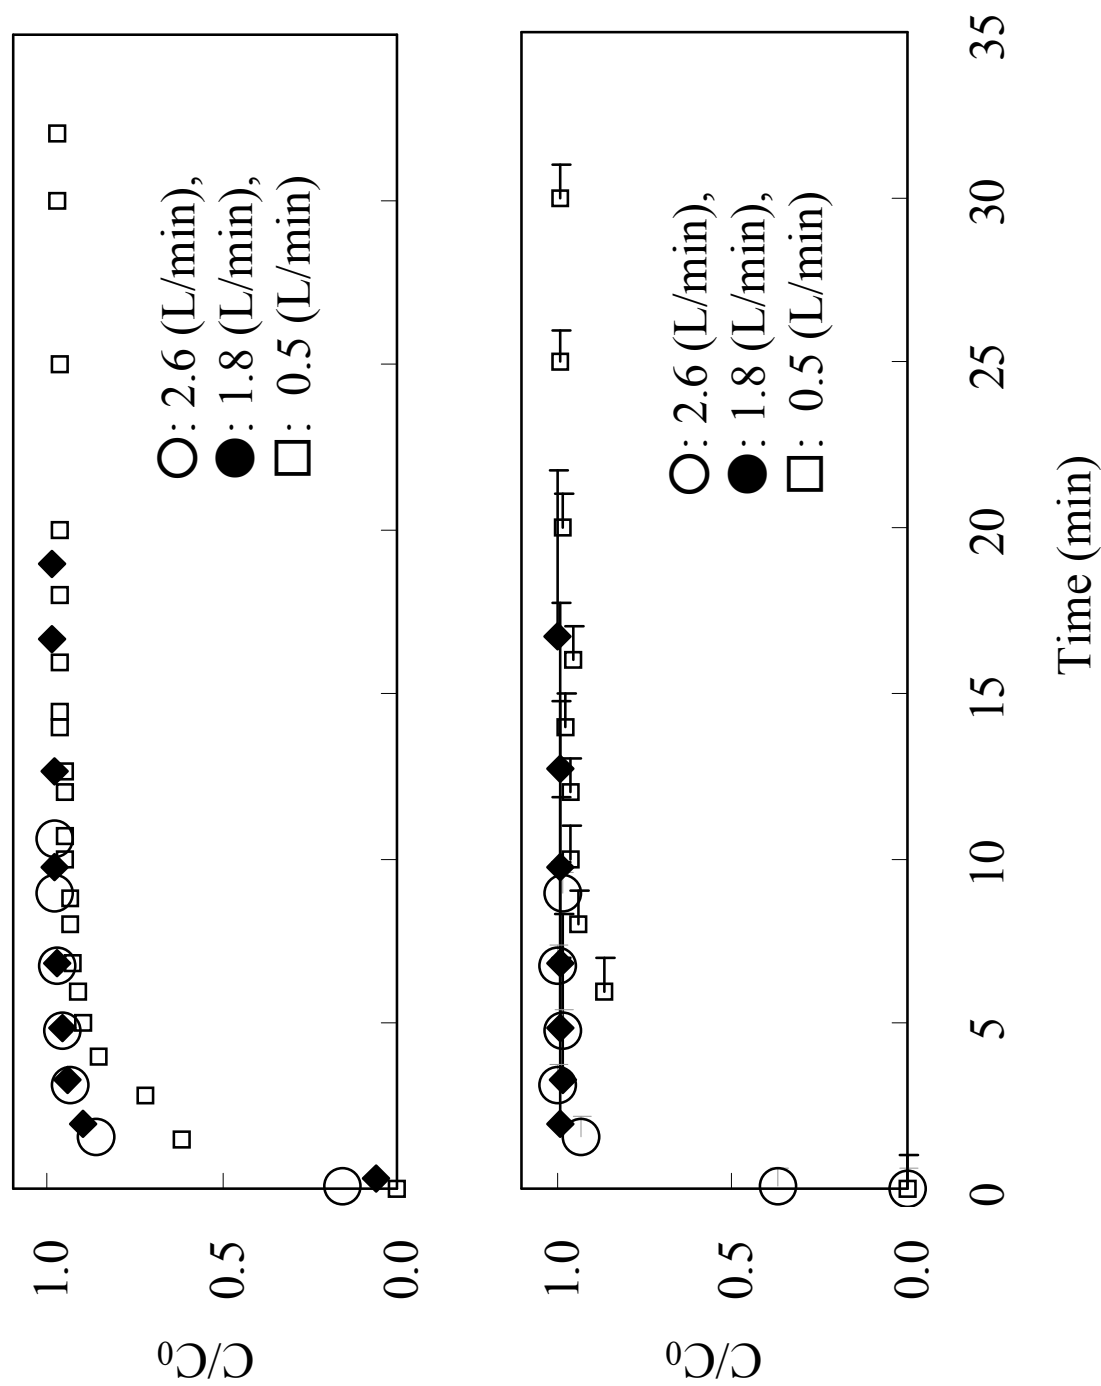 C/C0
1.0
0.5
0.0
: 2.6 (L/min),
: 1.8 (L/min),
: 0.5 (L/min)
C/C0
1.0
0.5
0.0
: 2.6 (L/min),
: 1.8 (L/min),
: 0.5 (L/min)
0 5 10 15 20 25 30 35
Time (min)